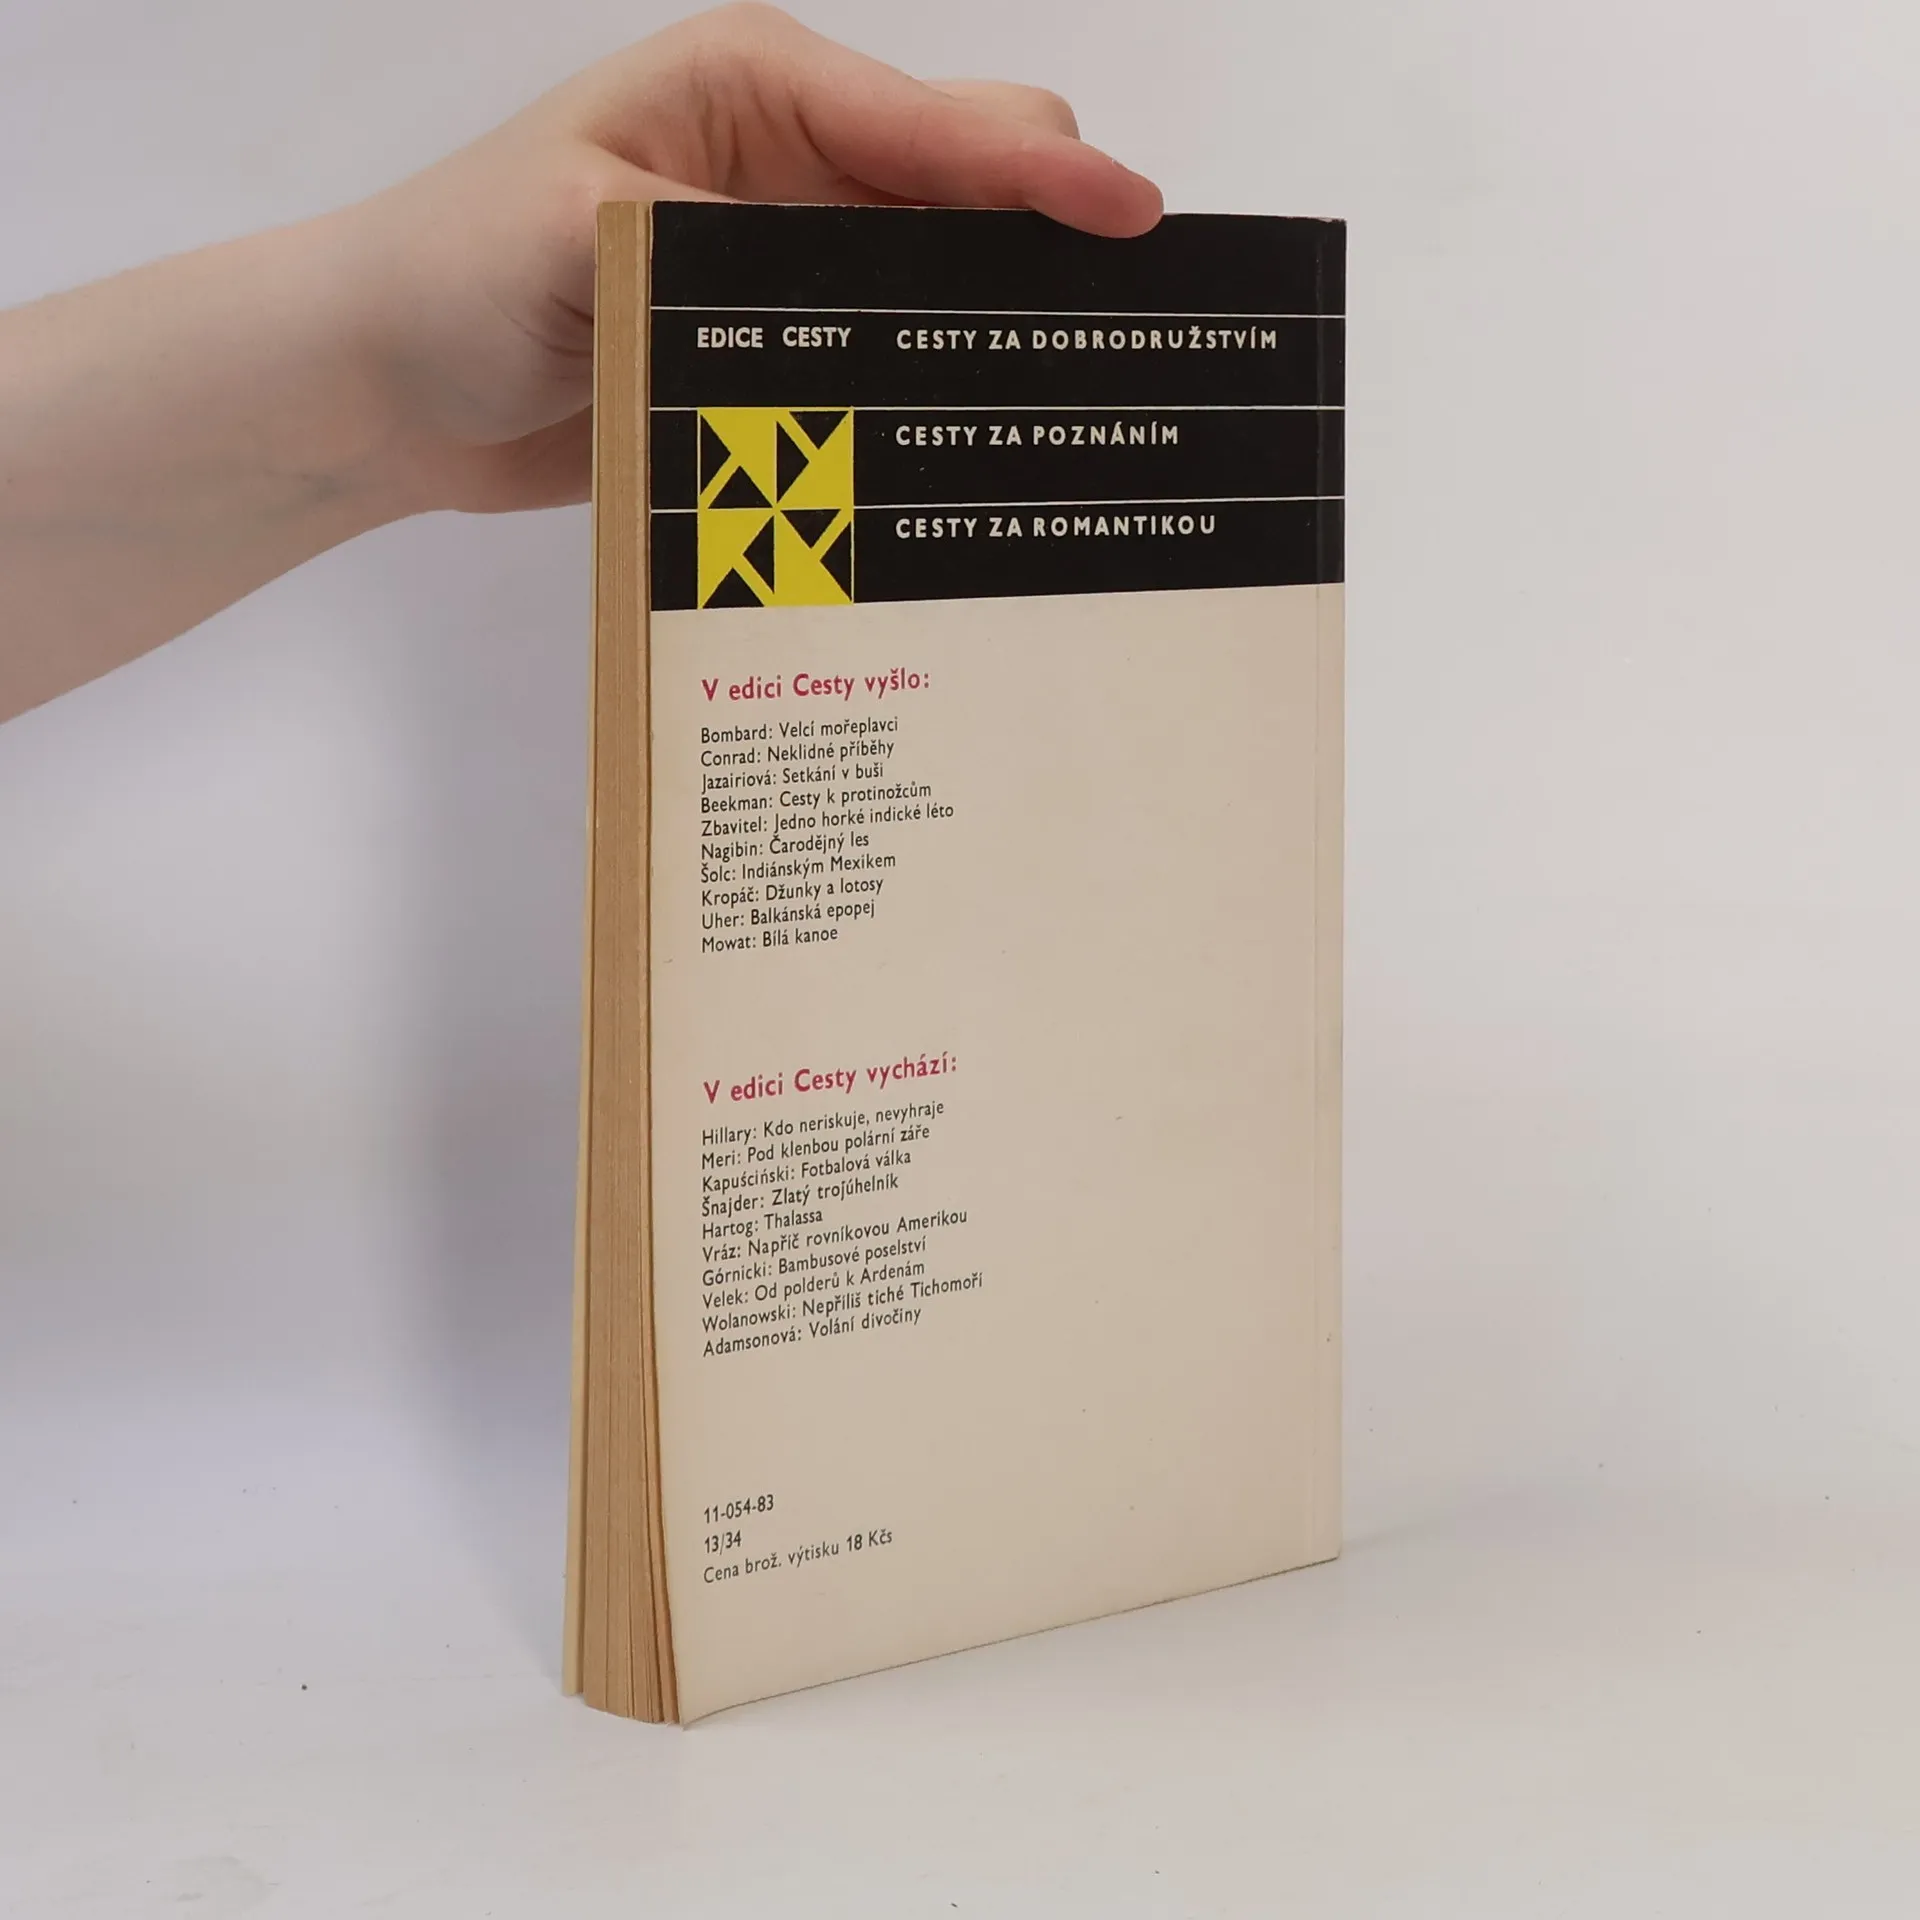 EDICE CESTY CESTY ZA DOBRODRUŽSTVÍM
CESTY ZA POZNÁNÍM
CESTY ZA ROMANTIKOU
V edici Cesty vyšlo:
Bombard: Velcí mořeplavci
Conrad: Neklidné příběhy
Jazairiová: Setkání v buši
Beekman: Cesty k protinožcům
Zbavitel: Jedno horké indické léto
Nagibin: Čarodějný les
Šolc: Indiánským Mexikem
Kropáč: Džunky a lotosy
Uher: Balkánská epopej
Mowat: Bílá kanoe
V edici Cesty vychází:
Hillary: Kdo neriskuje, nevyhraje
Meri: Pod klenbou polární záře
Kapuściński: Fotbalová válka
Šnajder: Zlatý trojúhelník
Hartog: Thalassa
Vráz: Napříč rovníkovou Amerikou
Górnicki: Bambusové poselství
Velek: Od polderů k Ardenám
Wolanowski: Nepříliš tiché Tichomoří
Adamsonová: Volání divočiny
11-054-83
13/34
Cena brož. výtisku 18 Kčs